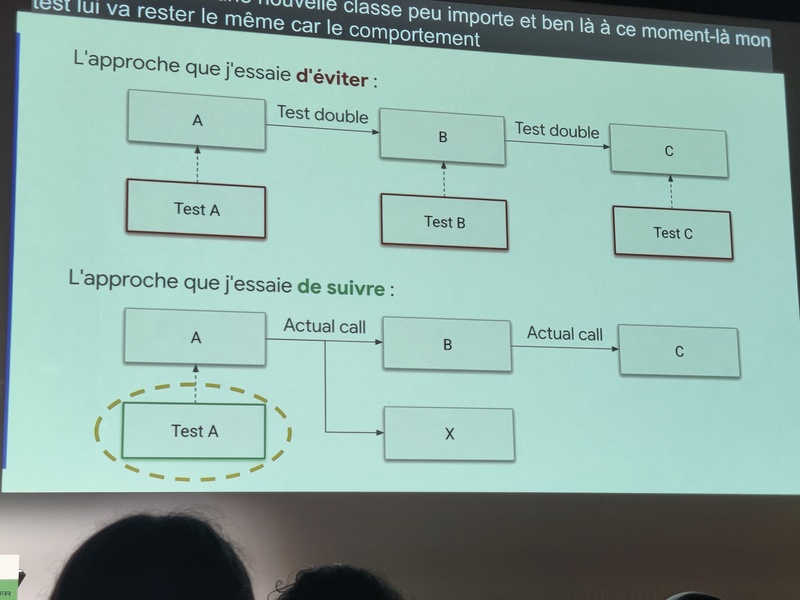 nouvelle classe peu importe et ben là à ce moment-là mon
test lui va rester le même car le comportement
L'approche que j'essaie d'éviter :
A
Test double
B
Test double
C
Test A
Test B
Test C
L'approche que j'essaie de suivre :
A
Actual call
B
Actual call
C
Test A
X
FR